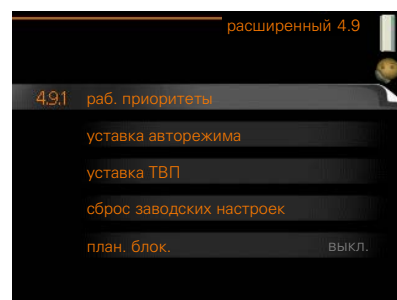 расширенный 4.9
4.9.1 раб. приоритеты
уставка авторежима
уставка ТВП
сброс заводских настроек
план. блок. выкл.